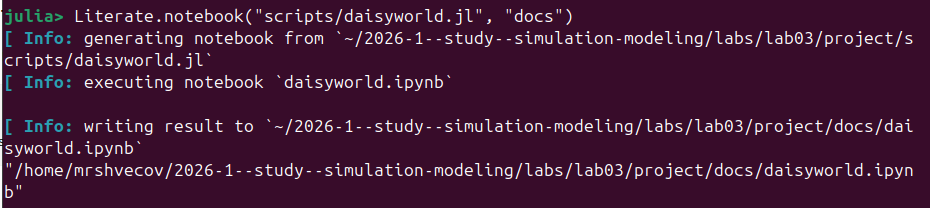 julia> Literate.notebook("scripts/daisyworld.jl", "docs")
[ Info: generating notebook from `~/2026-1--study--simulation-modeling/labs/lab03/project/s
cripts/daisyworld.jl`
[ Info: executing notebook `daisyworld.ipynb`
[ Info: writing result to `~/2026-1--study--simulation-modeling/labs/lab03/project/docs/dai
syworld.ipynb`
"/home/mrshvecov/2026-1--study--simulation-modeling/labs/lab03/project/docs/daisyworld.ipyn
b"